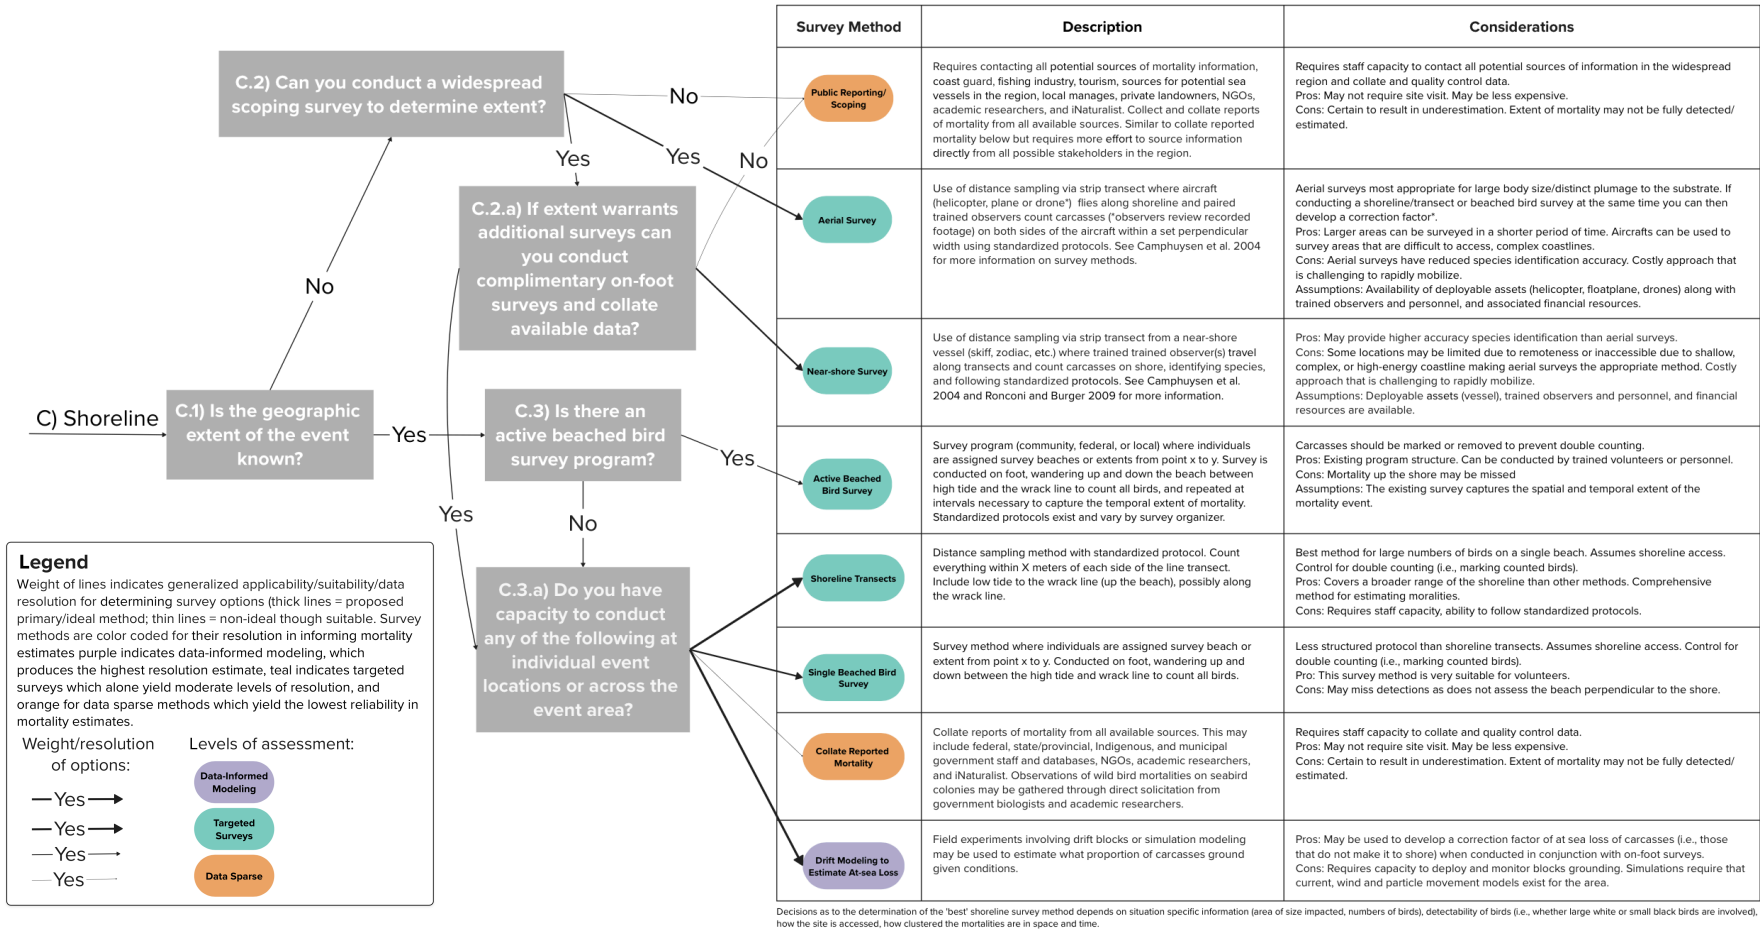 C) Shoreline
C.1) Is the geographic
extent of the event
known?
No
Yes
C.2) Can you conduct a widespread
scoping survey to determine extent?
No
Yes
Yes
C.2.a) If extent warrants
additional surveys can
you conduct
complimentary on-foot
surveys and collate
available data?
No
Yes
C.3) Is there an
active beached bird
survey program?
Yes
No
C.3.a) Do you have
capacity to conduct
any of the following at
individual event
locations or across the
event area?
Legend
Weight of lines indicates generalized applicability/suitability/data
resolution for determining survey options (thick lines = proposed
primary/ideal method; thin lines = non-ideal though suitable. Survey
methods are color coded for their resolution in informing mortality
estimates purple indicates data-informed modeling, which
produces the highest resolution estimate, teal indicates targeted
surveys which alone yield moderate levels of resolution, and
orange for data sparse methods which yield the lowest reliability in
mortality estimates.
Weight/resolution
of options:
Yes
Yes
Yes
Yes
Levels of assessment:
Data-Informed
Modeling
Targeted
Surveys
Data Sparse
Survey Method
Description
Considerations
Public Reporting/
Scoping
Requires contacting all potential sources of mortality information,
coast guard, fishing industry, tourism, sources for potential sea
vessels in the region, local manages, private landowners, NGOs,
academic researchers, and iNaturalist. Collect and collate reports
of mortality from all available sources. Similar to collate reported
mortality below but requires more effort to source information
directly from all possible stakeholders in the region.
Requires staff capacity to contact all potential sources of information in the widespread
region and collate and quality control data.
Pros: May not require site visit. May be less expensive.
Cons: Certain to result in underestimation. Extent of mortality may not be fully detected/
estimated.
Aerial Survey
Use of distance sampling via strip transect where aircraft
(helicopter, plane or drone*) flies along shoreline and paired
trained observers count carcasses (*observers review recorded
footage) on both sides of the aircraft within a set perpendicular
width using standardized protocols. See Camphuysen et al. 2004
for more information on survey methods.
Aerial surveys most appropriate for large body size/distinct plumage to the substrate. If
conducting a shoreline/transect or beached bird survey at the same time you can then
develop a correction factor*.
Pros: Larger areas can be surveyed in a shorter period of time. Aircrafts can be used to
survey areas that are difficult to access, complex coastlines.
Cons: Aerial surveys have reduced species identification accuracy. Costly approach that
is challenging to rapidly mobilize.
Assumptions: Availability of deployable assets (helicopter, floatplane, drones) along with
trained observers and personnel, and associated financial resources.
Near-shore Survey
Use of distance sampling via strip transect from a near-shore
vessel (skiff, zodiac, etc.) where trained trained observer(s) travel
along transects and count carcasses on shore, identifying species,
and following standardized protocols. See Camphuysen et al.
2004 and Ronconi and Burger 2009 for more information.
Pros: May provide higher accuracy species identification than aerial surveys.
Cons: Some locations may be limited due to remoteness or inaccessible due to shallow,
complex, or high-energy coastline making aerial surveys the appropriate method. Costly
approach that is challenging to rapidly mobilize.
Assumptions: Deployable assets (vessel), trained observers and personnel, and financial
resources are available.
Active Beached
Bird Survey
Survey program (community, federal, or local) where individuals
are assigned survey beaches or extents from point x to y. Survey is
conducted on foot, wandering up and down the beach between
high tide and the wrack line to count all birds, and repeated at
intervals necessary to capture the temporal extent of mortality.
Standardized protocols exist and vary by survey organizer.
Carcasses should be marked or removed to prevent double counting.
Pros: Existing program structure. Can be conducted by trained volunteers or personnel.
Cons: Mortality up the shore may be missed
Assumptions: The existing survey captures the spatial and temporal extent of the
mortality event.
Shoreline Transects
Distance sampling method with standardized protocol. Count
everything within X meters of each side of the line transect.
Include low tide to the wrack line (up the beach), possibly along
the wrack line.
Best method for large numbers of birds on a single beach. Assumes shoreline access.
Control for double counting (i.e., marking counted birds).
Pros: Covers a broader range of the shoreline than other methods. Comprehensive
method for estimating moralities.
Cons: Requires staff capacity, ability to follow standardized protocols.
Single Beached Bird
Survey
Survey method where individuals are assigned survey beach or
extent from point x to y. Conducted on foot, wandering up and
down between the high tide and wrack line to count all birds.
Less structured protocol than shoreline transects. Assumes shoreline access. Control for
double counting (i.e., marking counted birds).
Pro: This survey method is very suitable for volunteers.
Cons: May miss detections as does not assess the beach perpendicular to the shore.
Collate Reported
Mortality
Collate reports of mortality from all available sources. This may
include federal, state/provincial, Indigenous, and municipal
government staff and databases, NGOs, academic researchers,
and iNaturalist. Observations of wild bird mortalities on seabird
colonies may be gathered through direct solicitation from
government biologists and academic researchers.
Requires staff capacity to collate and quality control data.
Pros: May not require site visit. May be less expensive.
Cons: Certain to result in underestimation. Extent of mortality may not be fully detected/
estimated.
Drift Modeling to
Estimate At-sea Loss
Field experiments involving drift blocks or simulation modeling
may be used to estimate what proportion of carcasses ground
given conditions.
Pros: May be used to develop a correction factor of at sea loss of carcasses (i.e., those
that do not make it to shore) when conducted in conjunction with on-foot surveys.
Cons: Requires capacity to deploy and monitor blocks grounding. Simulations require that
current, wind and particle movement models exist for the area.
Decisions as to the determination of the 'best' shoreline survey method depends on situation specific information (area of size impacted, numbers of birds), detectability of birds (i.e., whether large white or small black birds are involved),
how the site is accessed, how clustered the mortalities are in space and time.